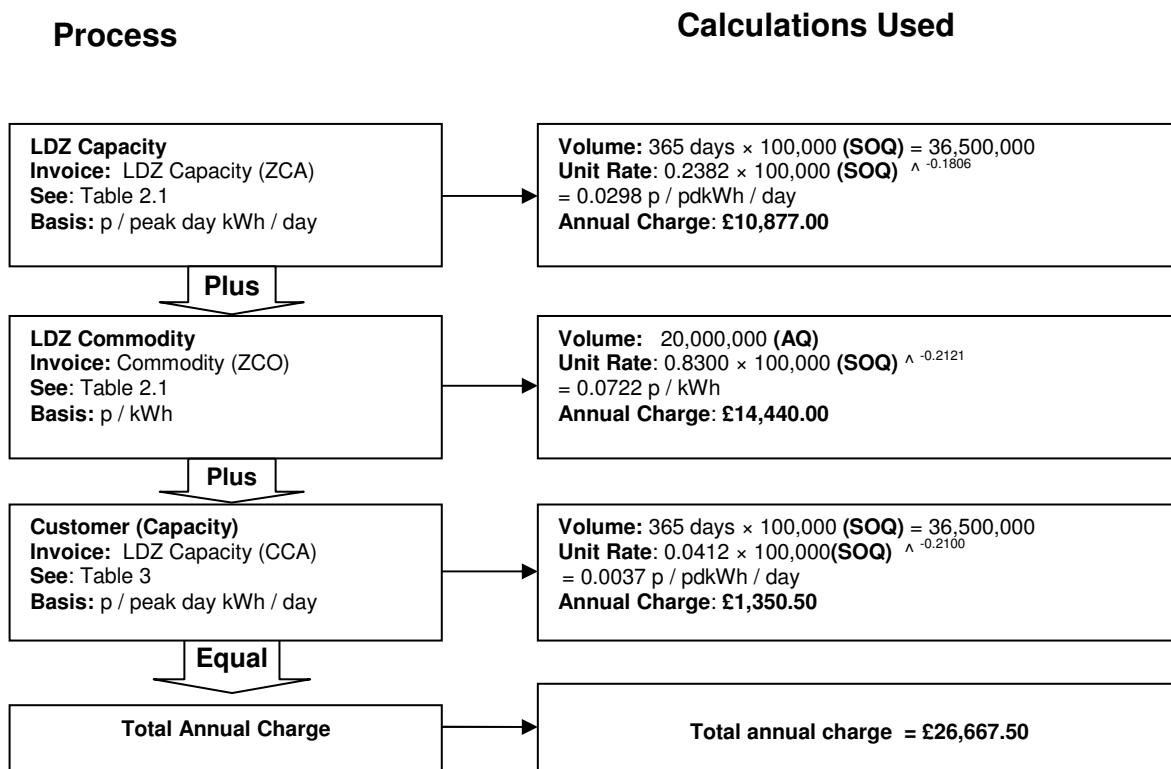 Process
Calculations Used
LDZ Capacity
Invoice: LDZ Capacity (ZCA)
See: Table 2.1
Basis: p / peak day kWh / day
Volume: 365 days × 100,000 (SOQ) = 36,500,000
Unit Rate: 0.2382 × 100,000 (SOQ) ^ -0.1806
= 0.0298 p / pdkWh / day
Annual Charge: £10,877.00
Plus
LDZ Commodity
Invoice: Commodity (ZCO)
See: Table 2.1
Basis: p / kWh
Volume: 20,000,000 (AQ)
Unit Rate: 0.8300 × 100,000 (SOQ) ^ -0.2121
= 0.0722 p / kWh
Annual Charge: £14,440.00
Plus
Customer (Capacity)
Invoice: LDZ Capacity (CCA)
See: Table 3
Basis: p / peak day kWh / day
Volume: 365 days × 100,000 (SOQ) = 36,500,000
Unit Rate: 0.0412 × 100,000(SOQ) ^ -0.2100
= 0.0037 p / pdkWh / day
Annual Charge: £1,350.50
Equal
Total Annual Charge
Total annual charge = £26,667.50